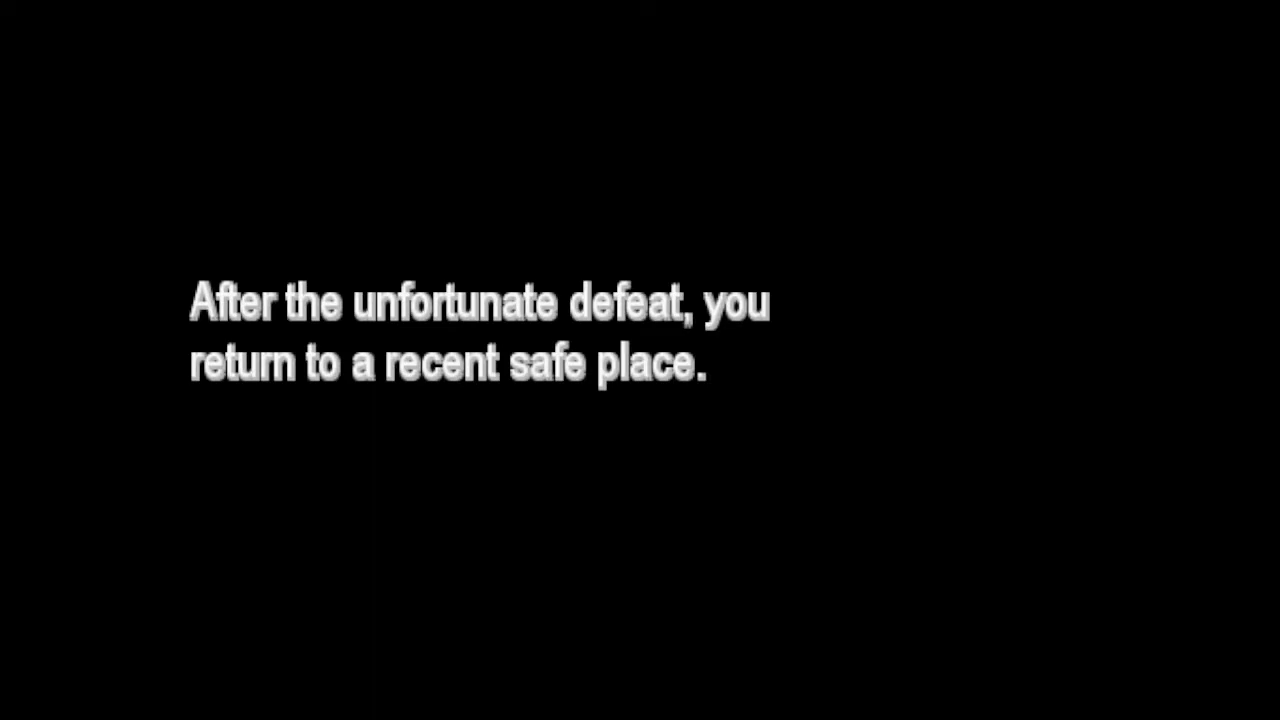 After the unfortunate defeat, you
return to a recent safe place.